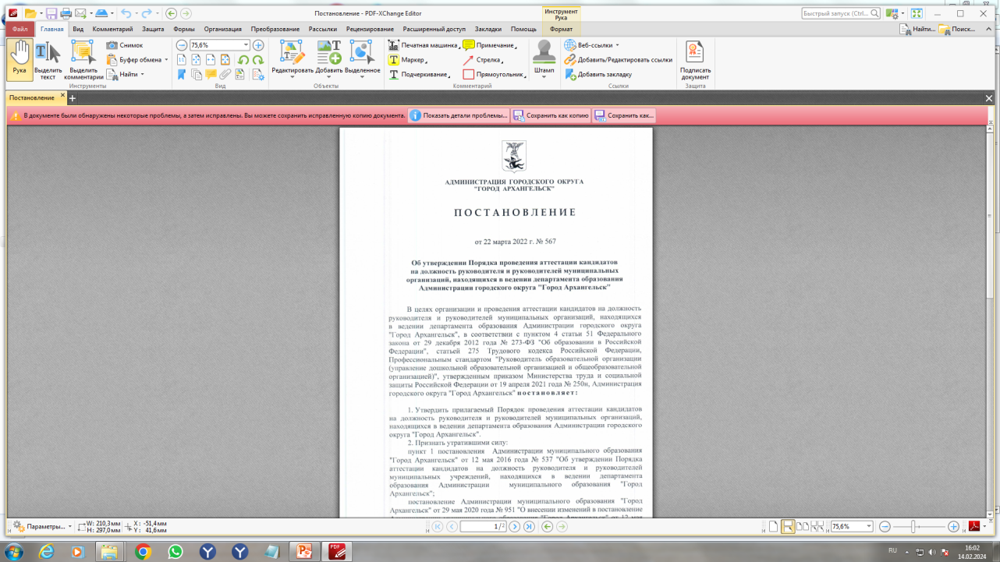 Постановление - PDF-XChange Editor
Инструмент
Рука
Быстрый запуск (Ctrl...
Файл Главная Вид Комментарий Защита Формы Организация Преобразование Рассылки Рецензирование Расширенный доступ Закладки Помощь Формат Найти... Поиск...
Рука
Выделить текст
Выделить комментарии
Снимок
Буфер обмена
Найти
Инструменты
75,6%
Вид
Редактировать
Добавить
Выделенное
Объекты
Печатная машинка
Маркер
Подчеркивание
Примечание
Стрелка
Прямоугольник
Комментарий
Штамп
Веб-ссылки
Добавить/Редактировать ссылки
Добавить закладку
Ссылки
Подписать документ
Защита
Постановление
В документе были обнаружены некоторые проблемы, а затем исправлены. Вы можете сохранить исправленную копию документа. Показать детали проблемы... Сохранить как копию Сохранить как...
АДМИНИСТРАЦИЯ ГОРОДСКОГО ОКРУГА
"ГОРОД АРХАНГЕЛЬСК"
ПОСТАНОВЛЕНИЕ
от 22 марта 2022 г. № 567
Об утверждении Порядка проведения аттестации кандидатов
на должность руководителя и руководителей муниципальных
организаций, находящихся в ведении департамента образования
Администрации городского округа "Город Архангельск"
В целях организации и проведения аттестации кандидатов на должность
руководителя и руководителей муниципальных организаций, находящихся
в ведении департамента образования Администрации городского округа
"Город Архангельск", в соответствии с пунктом 4 статьи 51 Федерального
закона от 29 декабря 2012 года № 273-ФЗ "Об образовании в Российской
Федерации", статьей 275 Трудового кодекса Российской Федерации,
Профессиональным стандартом "Руководитель образовательной организации
(управление дошкольной образовательной организацией и общеобразовательной
организацией)", утвержденным приказом Министерства труда и социальной
защиты Российской Федерации от 19 апреля 2021 года № 250н, Администрация
городского округа "Город Архангельск" постановляет:
1. Утвердить прилагаемый Порядок проведения аттестации кандидатов
на должность руководителя и руководителей муниципальных организаций,
находящихся в ведении департамента образования Администрации городского
округа "Город Архангельск".
2. Признать утратившими силу:
пункт 1 постановления Администрации муниципального образования
"Город Архангельск" от 12 мая 2016 года № 537 "Об утверждении Порядка
аттестации кандидатов на должность руководителя и руководителей
муниципальных учреждений, находящихся в ведении департамента
образования Администрации муниципального образования "Город
Архангельск";
постановление Администрации муниципального образования "Город
Архангельск" от 29 мая 2020 года № 951 "О внесении изменений в постановление
Параметры...
W: 210,3мм
H: 297,0мм
X: -51,4мм
Y: 41,6мм
1/2
75,6%
RU
16:02
14.02.2024